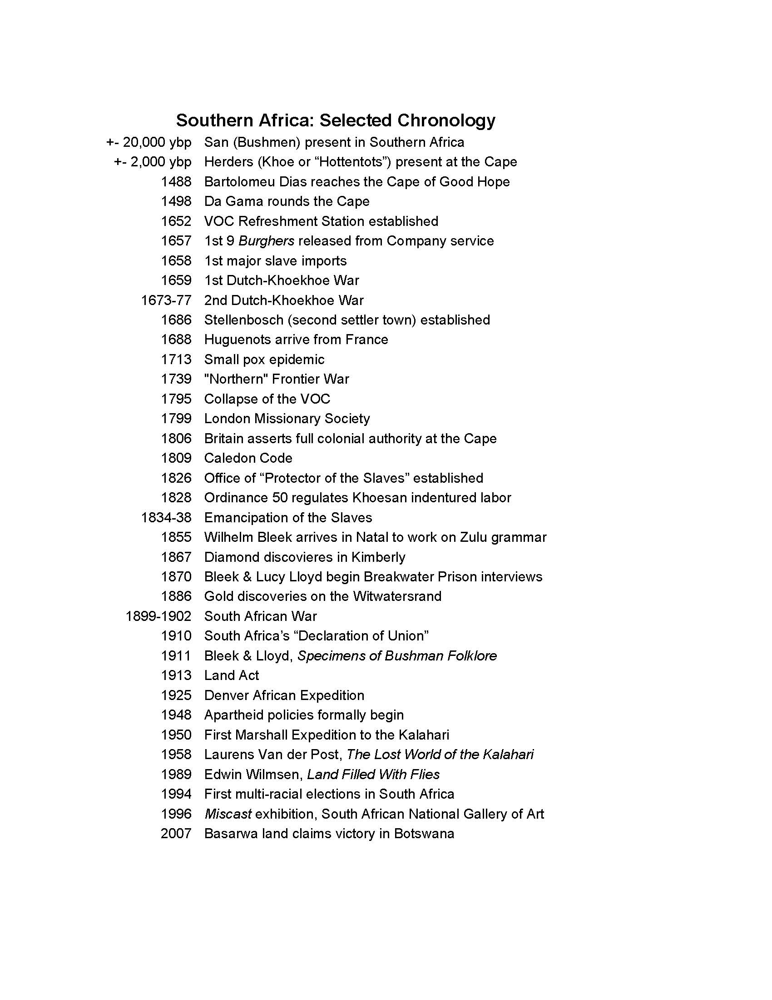 Southern Africa: Selected Chronology
+- 20,000 ybp San (Bushmen) present in Southern Africa
+- 2,000 ybp Herders (Khoe or “Hottentots”) present at the Cape
1488 Bartolomeu Dias reaches the Cape of Good Hope
1498 Da Gama rounds the Cape
1652 VOC Refreshment Station established
1657 1st 9 Burghers released from Company service
1658 1st major slave imports
1659 1st Dutch-Khoekhoe War
1673-77 2nd Dutch-Khoekhoe War
1686 Stellenbosch (second settler town) established
1688 Huguenots arrive from France
1713 Small pox epidemic
1739 "Northern" Frontier War
1795 Collapse of the VOC
1799 London Missionary Society
1806 Britain asserts full colonial authority at the Cape
1809 Caledon Code
1826 Office of “Protector of the Slaves” established
1828 Ordinance 50 regulates Khoesan indentured labor
1834-38 Emancipation of the Slaves
1855 Wilhelm Bleek arrives in Natal to work on Zulu grammar
1867 Diamond discovieres in Kimberly
1870 Bleek & Lucy Lloyd begin Breakwater Prison interviews
1886 Gold discoveries on the Witwatersrand
1899-1902 South African War
1910 South Africa’s “Declaration of Union”
1911 Bleek & Lloyd, Specimens of Bushman Folklore
1913 Land Act
1925 Denver African Expedition
1948 Apartheid policies formally begin
1950 First Marshall Expedition to the Kalahari
1958 Laurens Van der Post, The Lost World of the Kalahari
1989 Edwin Wilmsen, Land Filled With Flies
1994 First multi-racial elections in South Africa
1996 Miscast exhibition, South African National Gallery of Art
2007 Basarwa land claims victory in Botswana